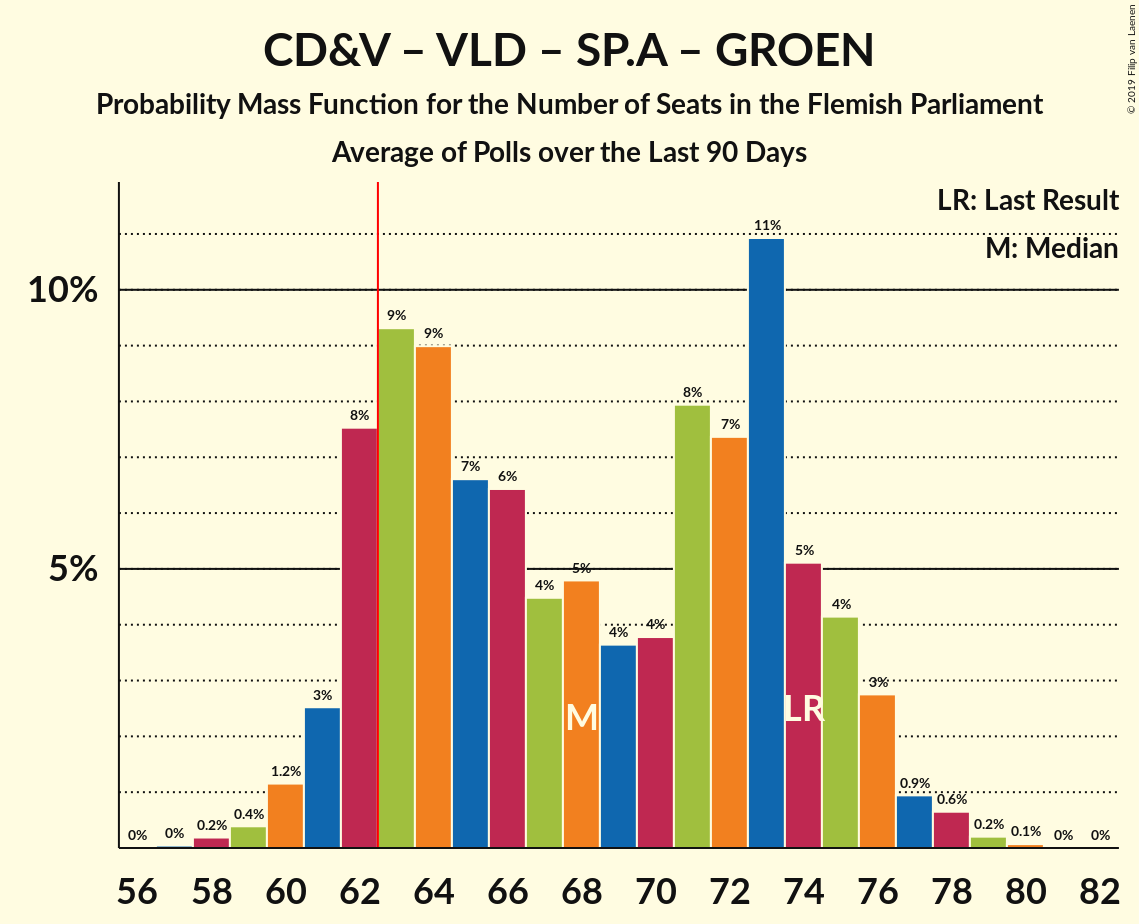 CD&V – VLD – SP.A – GROEN
Probability Mass Function for the Number of Seats in the Flemish Parliament
Average of Polls over the Last 90 Days
© 2019 Filip van Laenen
LR: Last Result
M: Median
10%
5%
0% 0% 0.2% 0.4% 1.2% 3% 8% 9% 9% 7% 6% 4% 5% 4% 4% 8% 7% 11% 5% 4% 3% 0.9% 0.6% 0.2% 0.1% 0% 0%
M LR
56 58 60 62 64 66 68 70 72 74 76 78 80 82